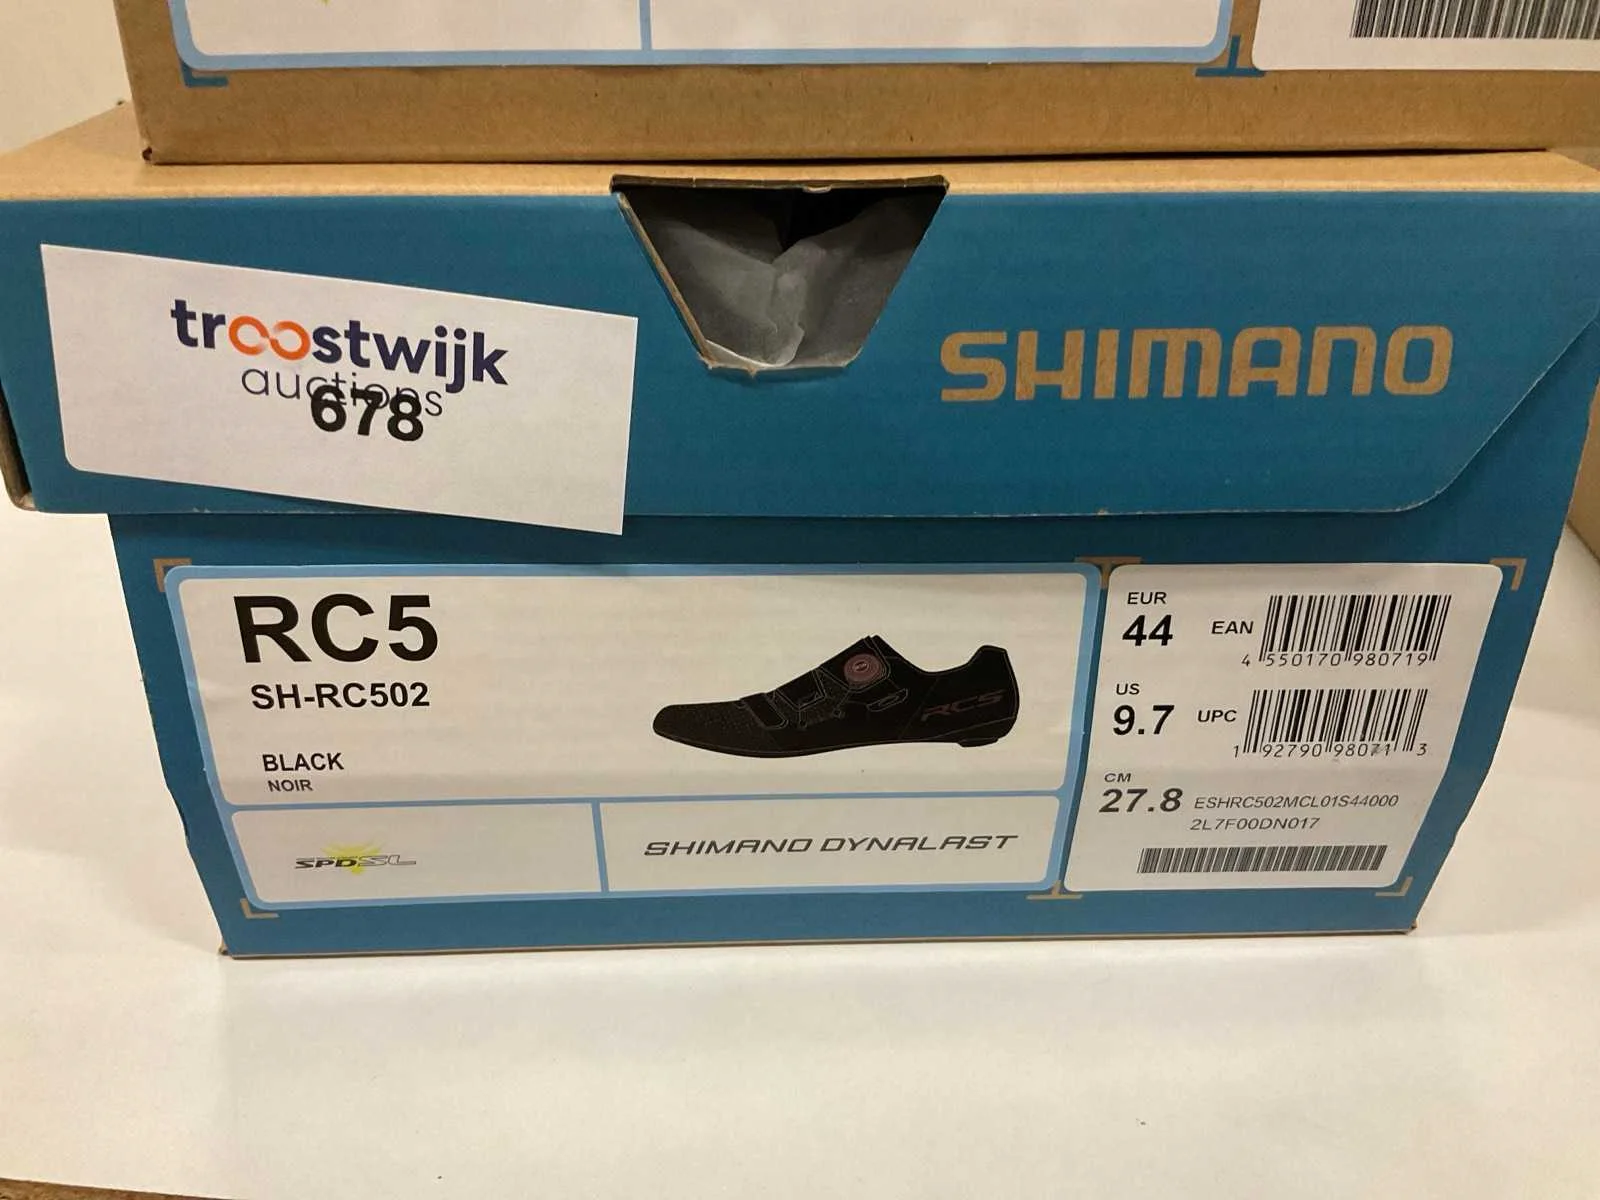 troostwijk
auctions
678
SHIMANO
RC5
SH-RC502
BLACK
NOIR
RC5
SPD-SL
SHIMANO DYNALAST
EUR
44
EAN
4 550170 980719
US
9.7
UPC
1 92790 98071 3
CM
27.8
ESHRC502MCL01S44000
2L7F00DN017